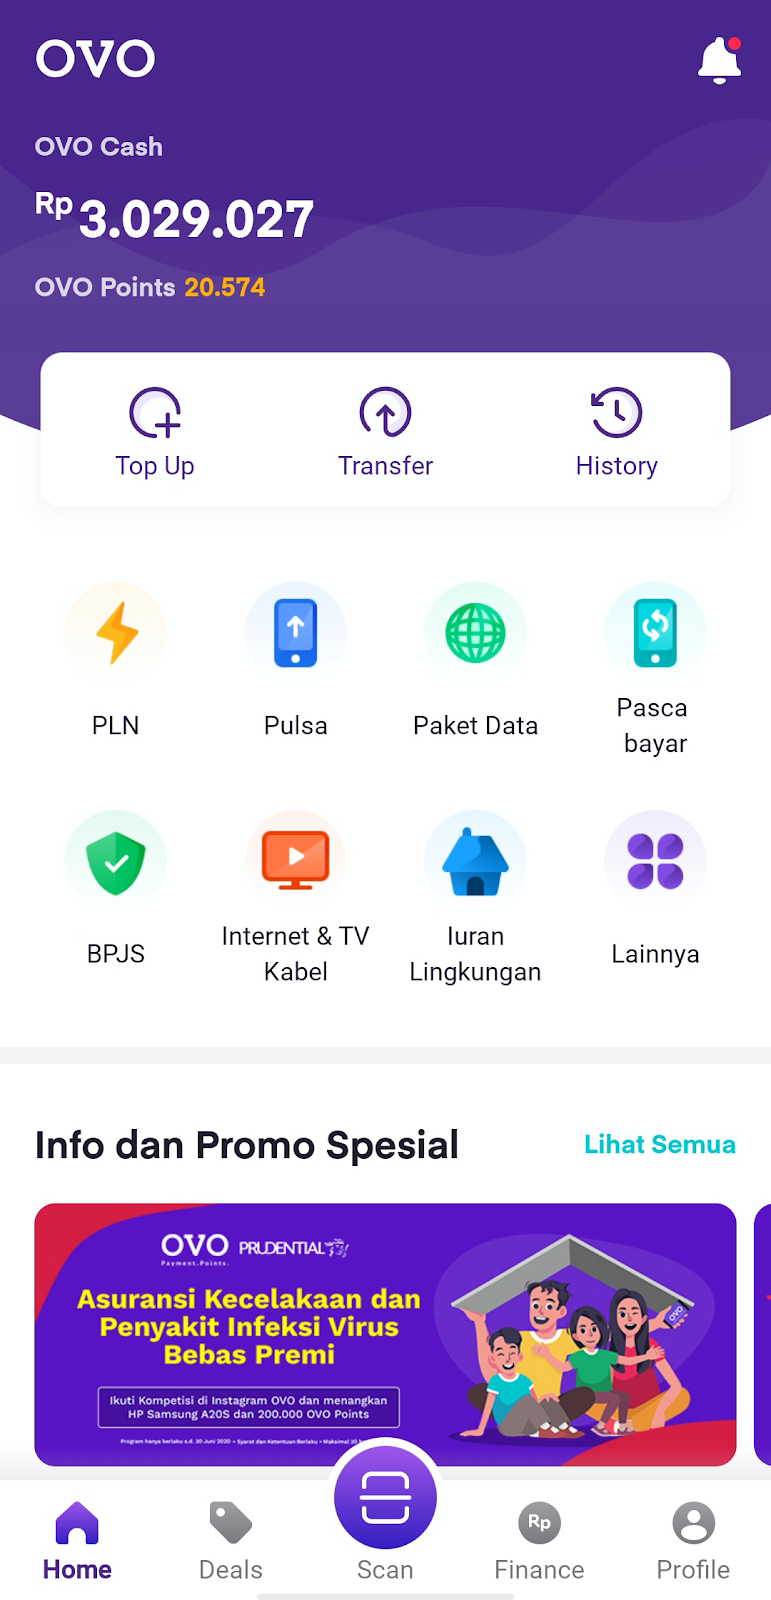 OVO
OVO Cash
Rp 3.029.027
OVO Points 20.574
Top Up
Transfer
History
PLN
Pulsa
Paket Data
Pasca
bayar
BPJS
Internet & TV
Kabel
Iuran
Lingkungan
Lainnya
Info dan Promo Spesial
Lihat Semua
OVO PRUDENTIAL
Payment.Points.
Asuransi Kecelakaan dan
Penyakit Infeksi Virus
Bebas Premi
Ikuti Kompetisi di Instagram OVO dan menangkan
HP Samsung A20S dan 200.000 OVO Points
Program hanya berlaku s.d. 30 Juni 2020 • Syarat dan Ketentuan Berlaku • Maksimal 30
OVO
Rp
Home
Deals
Scan
Finance
Profile